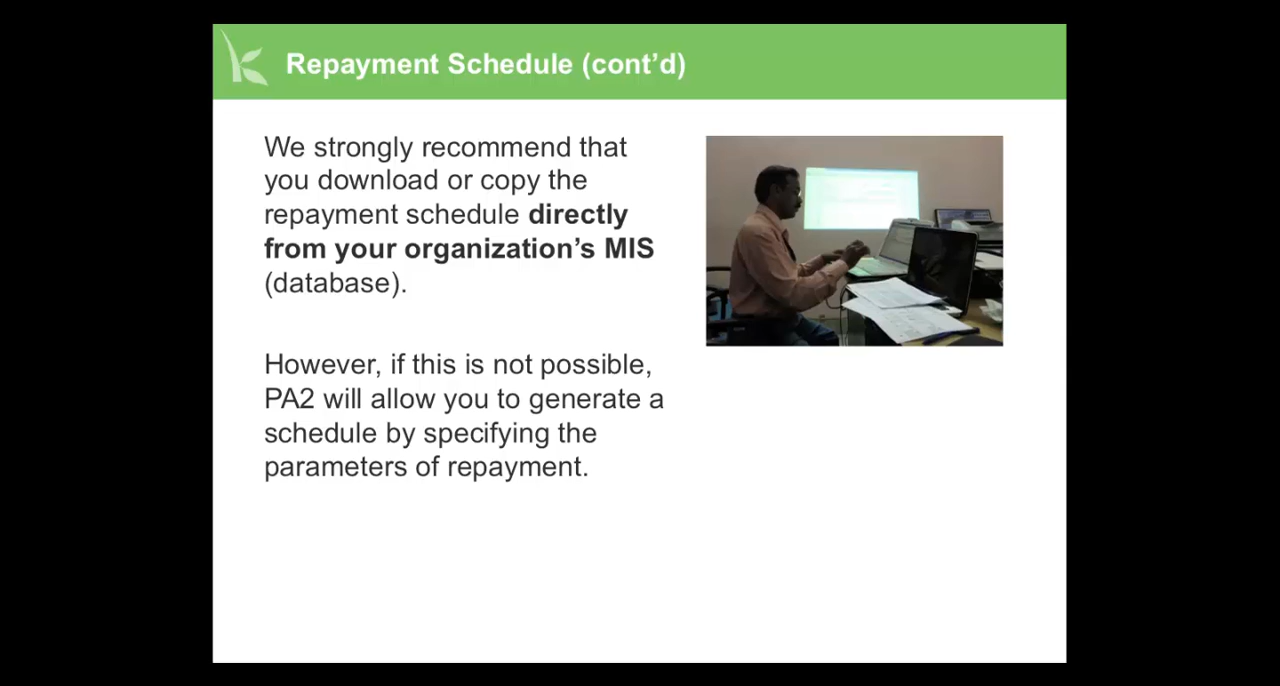 Repayment Schedule (cont’d)
We strongly recommend that
you download or copy the
repayment schedule directly
from your organization’s MIS
(database).
However, if this is not possible,
PA2 will allow you to generate a
schedule by specifying the
parameters of repayment.